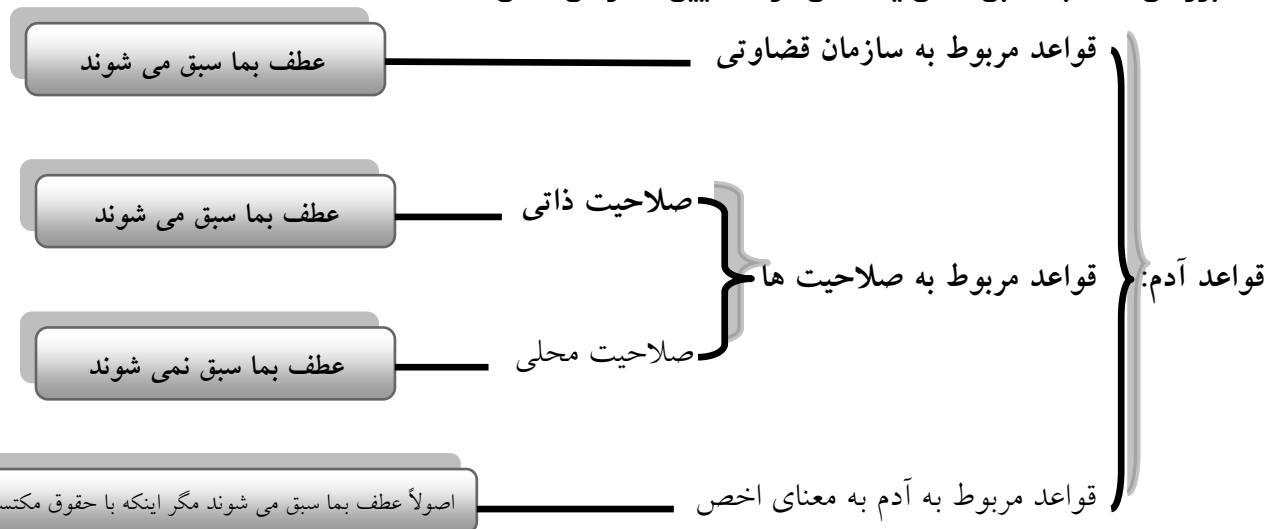 قواعد مربوط به سازمان قضاوتی
عطف بما سبق می شوند
صلاحیت ذاتی
عطف بما سبق می شوند
قواعد آدم:
قواعد مربوط به صلاحیت ها
صلاحیت محلی
عطف بما سبق نمی شوند
قواعد مربوط به آدم به معنای اخص
اصولاً عطف بما سبق می شوند مگر اینکه با حقوق